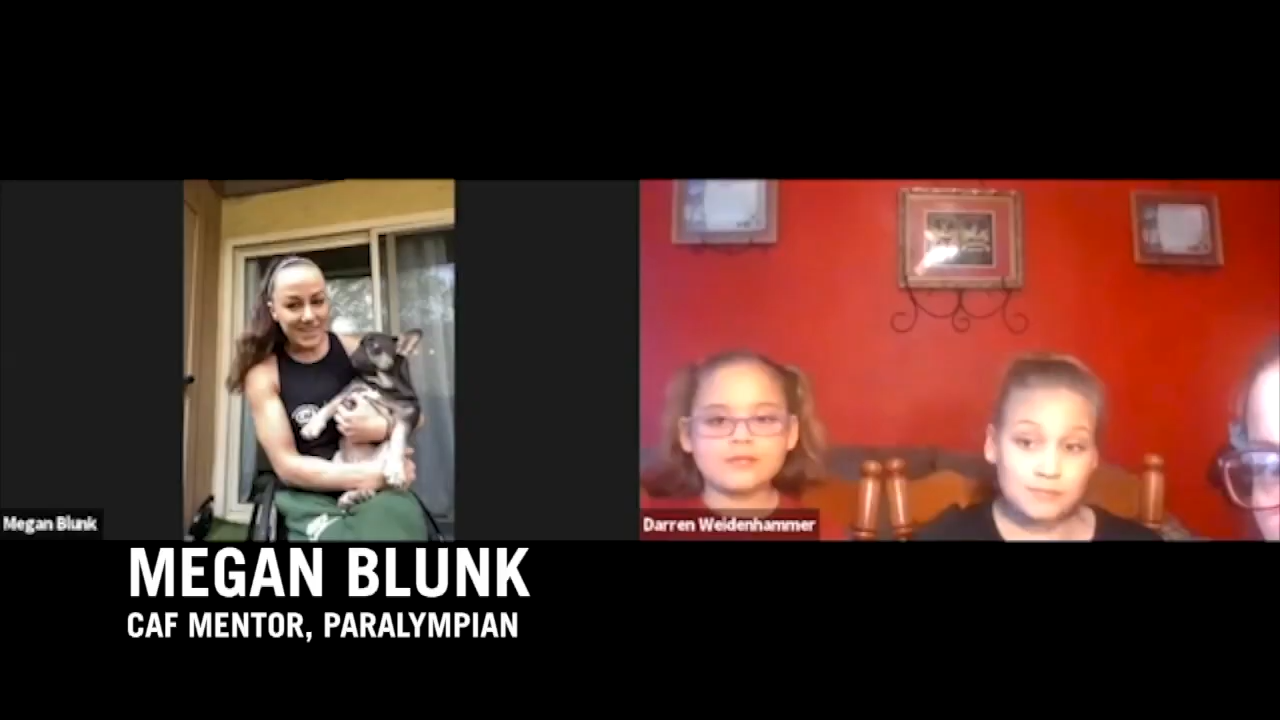 Megan Blunk
Darren Weidenhammer
MEGAN BLUNK
CAF MENTOR, PARALYMPIAN